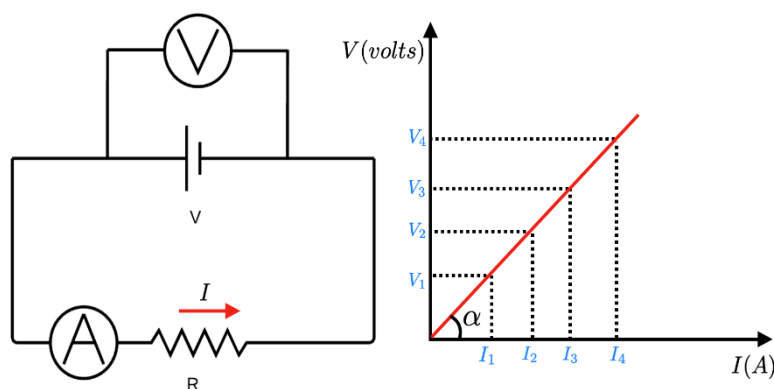 V
V
A
I
R
V(volts)
V₄
V₃
V₂
V₁
α
I₁ I₂ I₃ I₄
I(A)